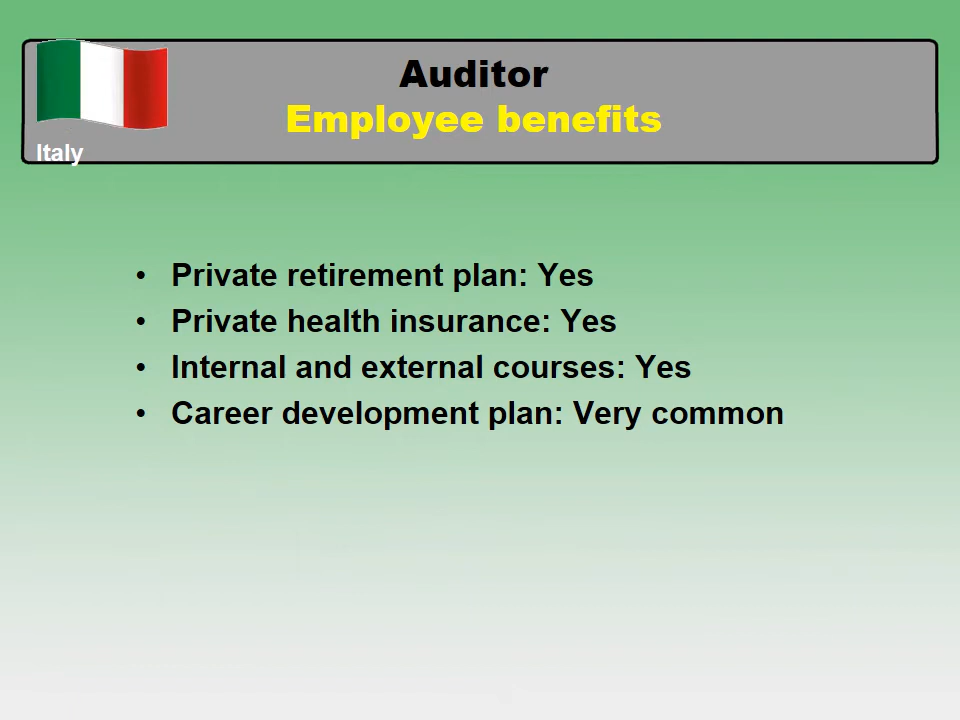 Auditor
Employee benefits
Italy
• Private retirement plan: Yes
• Private health insurance: Yes
• Internal and external courses: Yes
• Career development plan: Very common